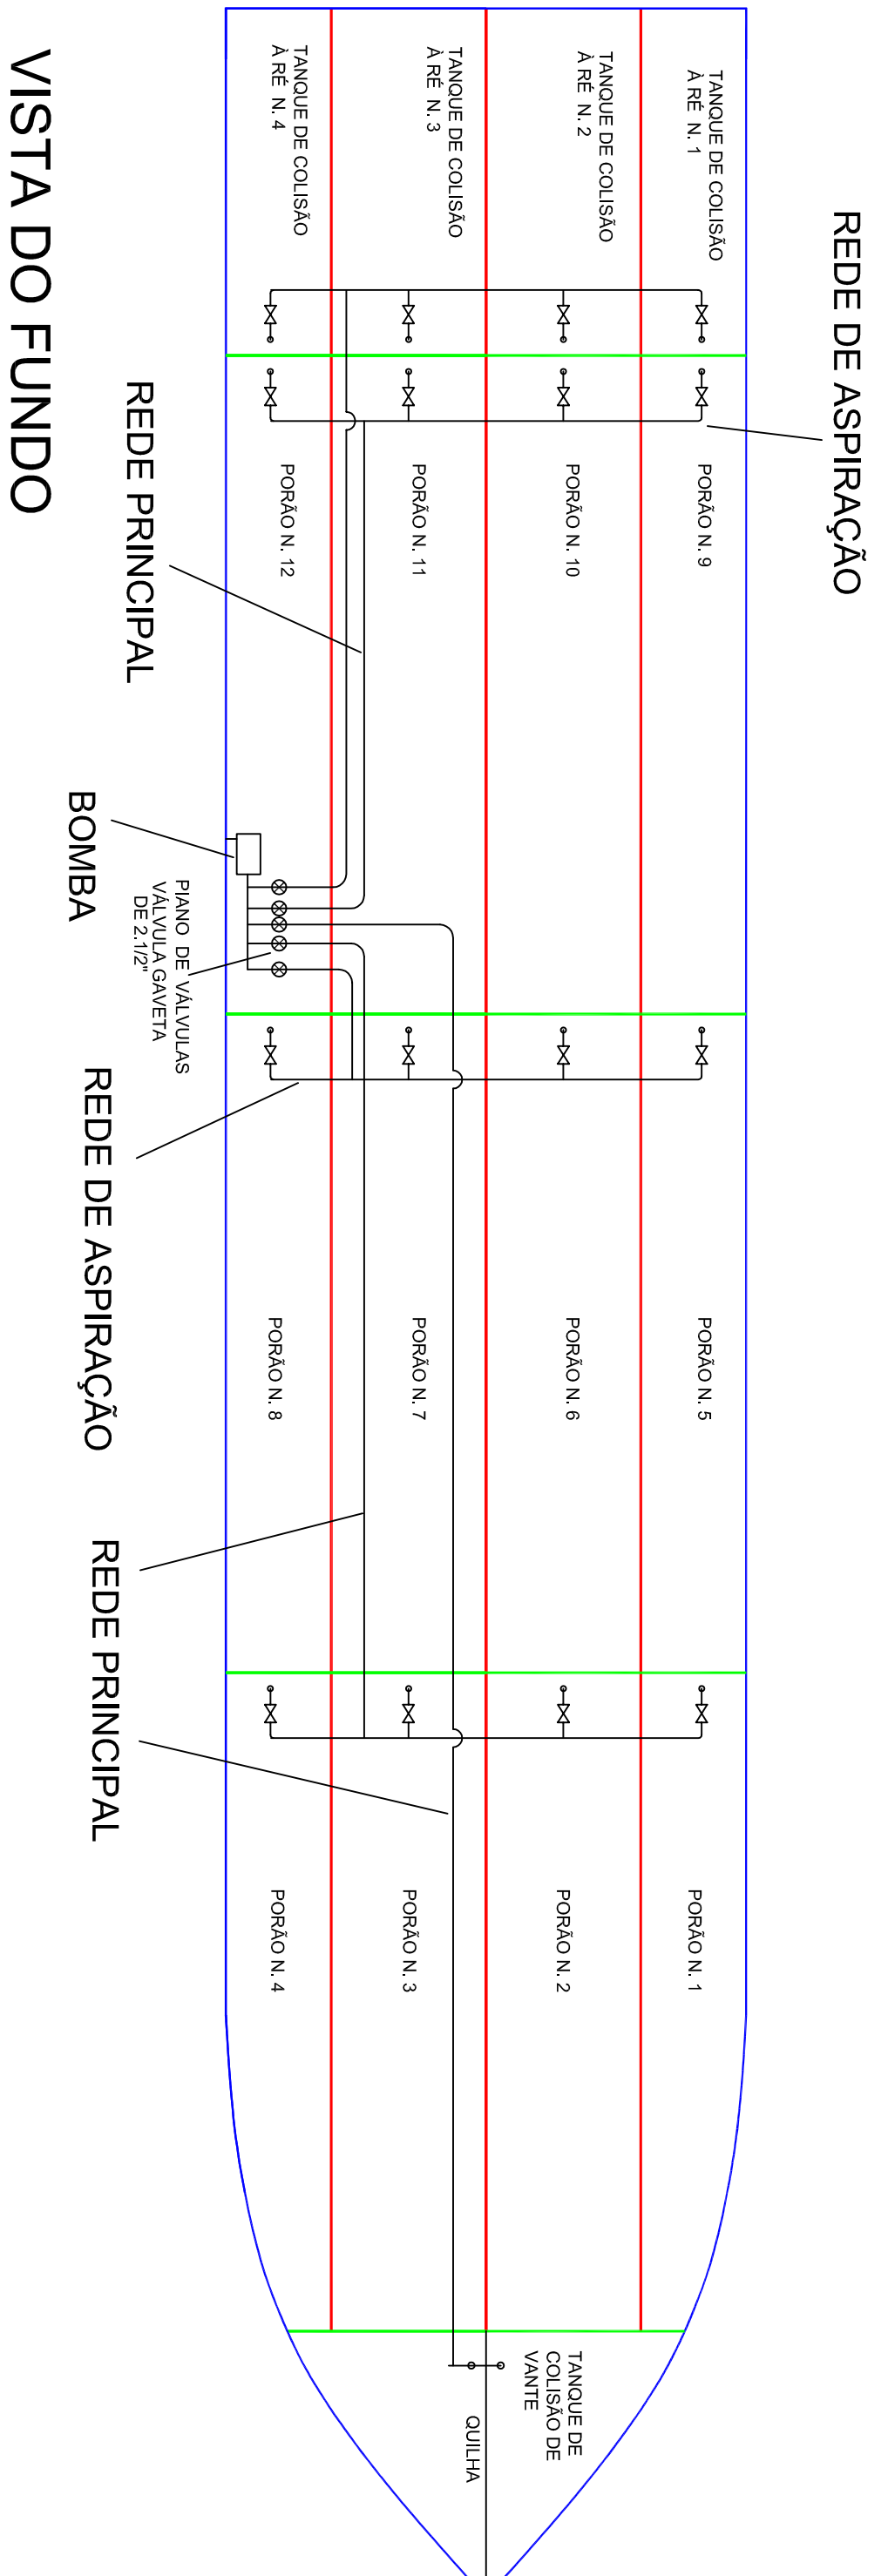 REDE DE ASPIRAÇÃO
TANQUE DE COLISÃO
À RÉ N. 1
TANQUE DE COLISÃO
À RÉ N. 2
TANQUE DE COLISÃO
À RÉ N. 3
TANQUE DE COLISÃO
À RÉ N. 4
PORÃO N. 9
PORÃO N. 10
PORÃO N. 11
PORÃO N. 12
PORÃO N. 5
PORÃO N. 6
PORÃO N. 7
PORÃO N. 8
PORÃO N. 1
PORÃO N. 2
PORÃO N. 3
PORÃO N. 4
TANQUE DE
COLISÃO DE
VANTE
QUILHA
PIANO DE VÁLVULAS
VÁLVULA GAVETA
DE 2.1/2"
REDE PRINCIPAL
BOMBA
REDE DE ASPIRAÇÃO
REDE PRINCIPAL
VISTA DO FUNDO